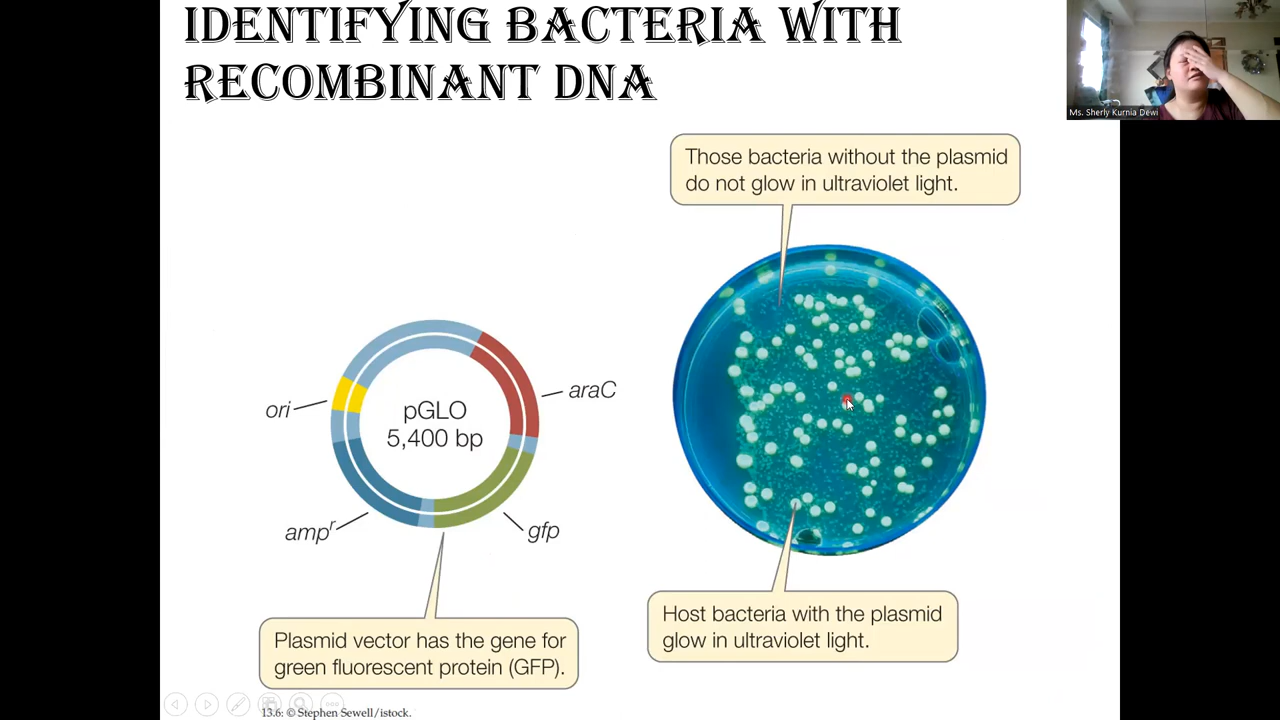 IDENTIFYING BACTERIA WITH
RECOMBINANT DNA
Ms. Sherly Kurnia Dewi
Those bacteria without the plasmid
do not glow in ultraviolet light.
ori
pGLO
5,400 bp
araC
ampʳ
gfp
Plasmid vector has the gene for
green fluorescent protein (GFP).
Host bacteria with the plasmid
glow in ultraviolet light.
13.6: © Stephen Sewell/istock.